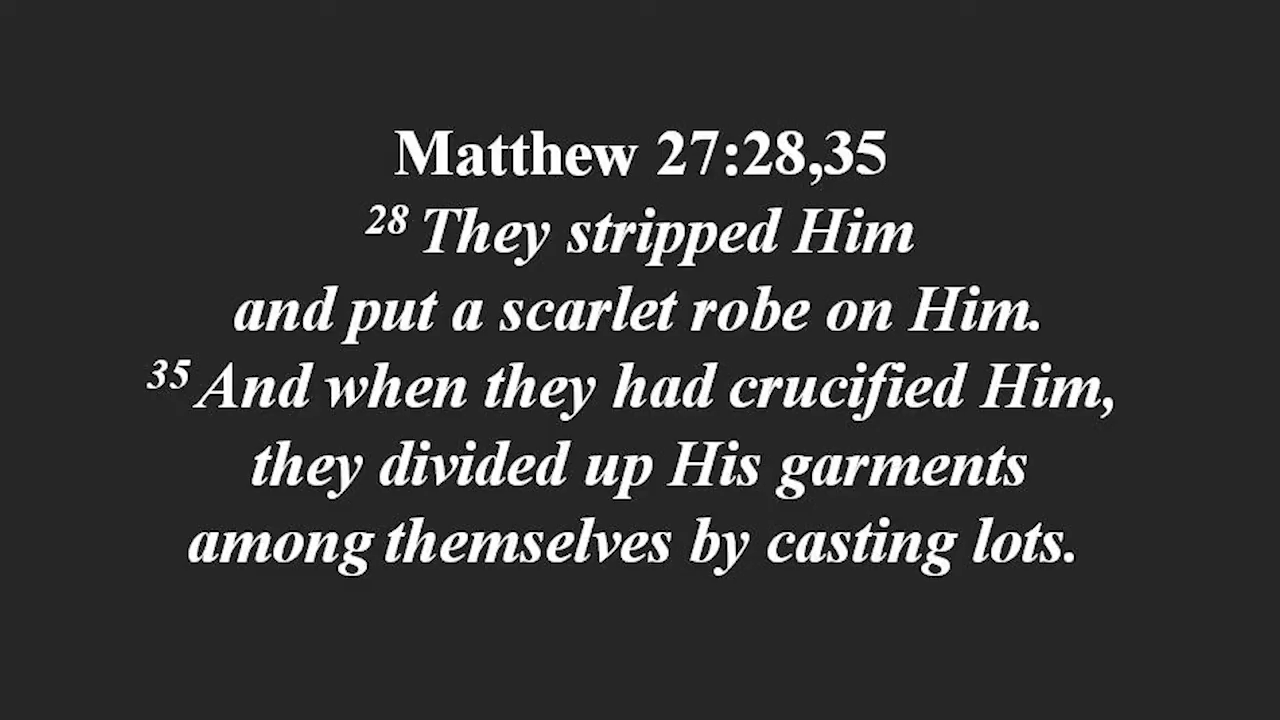 Matthew 27:28,35
28 They stripped Him
and put a scarlet robe on Him.
35 And when they had crucified Him,
they divided up His garments
among themselves by casting lots.